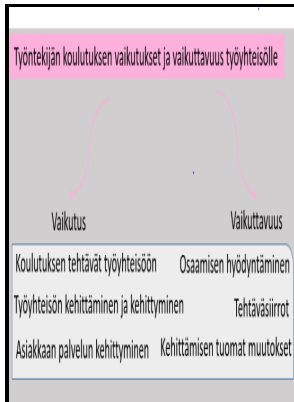 Työntekijän koulutuksen vaikutukset ja vaikuttavuus työyhteisölle
Vaikutus
Vaikuttavuus
Koulutuksen tehtävät työyhteisöön
Osaamisen hyödyntäminen
Työyhteisön kehittäminen ja kehittyminen
Tehtäväsiirrot
Asiakkaan palvelun kehittyminen
Kehittämisen tuomat muutokset